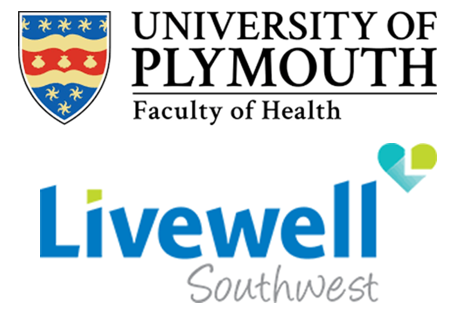 UNIVERSITY OF
PLYMOUTH
Faculty of Health
Livewell
Southwest